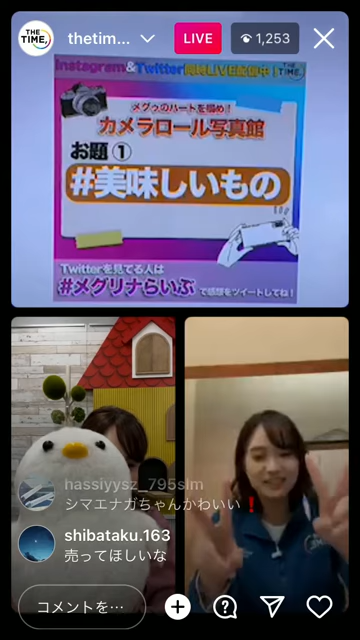 THE TIME,
thetim...
LIVE
1,253
Instagram&Twitter同時LIVE配信中!
THE TIME,
メグゥのハートを掴め!
カメラロール写真館
お題①
#美味しいもの
Twitterを見てる人は
#メグリナらいぶ で感想をツイートしてね!
hassiyysz_795slm
シマエナガちゃんかわいい❗
shibataku.163
売ってほしいな
コメントを…